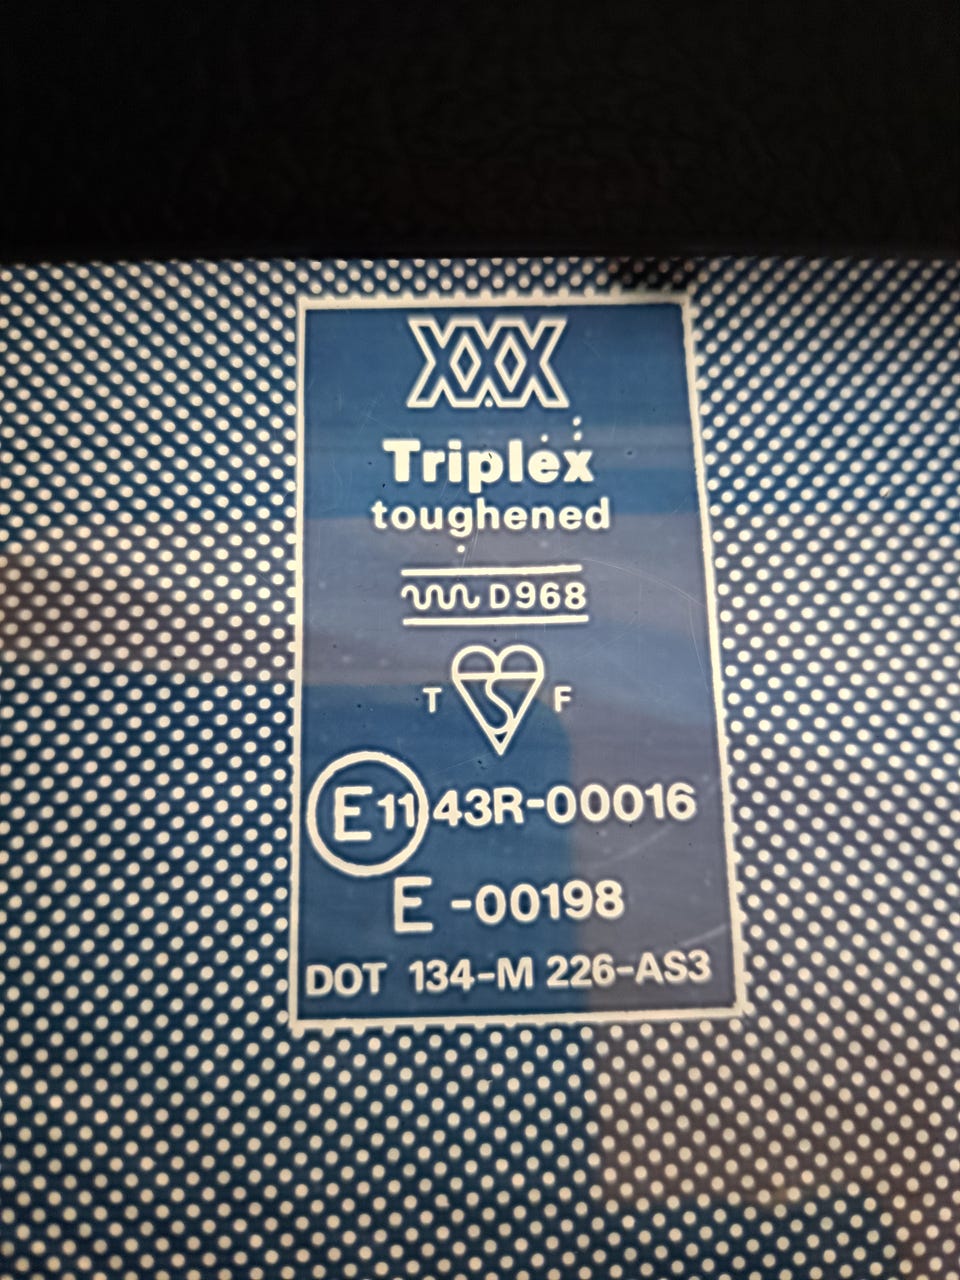 XXX
Triplex
toughened
D968
T F
E11 43R-00016
E -00198
DOT 134-M 226-AS3